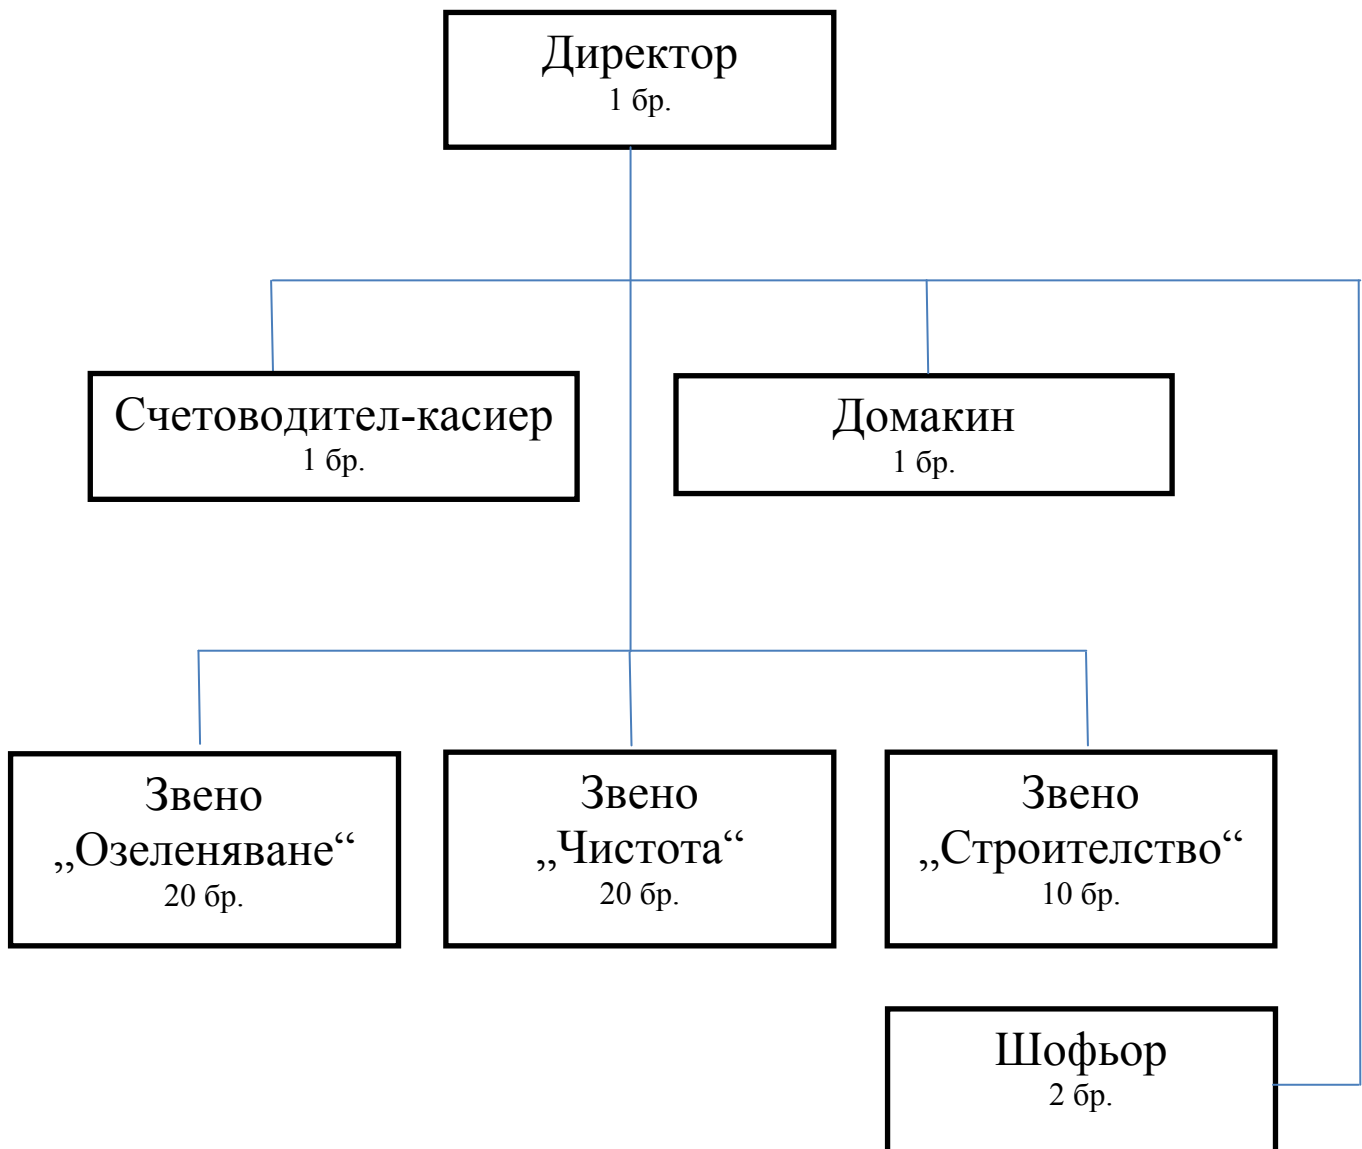 Директор
1 бр.
Счетоводител-касиер
1 бр.
Домакин
1 бр.
Звено
„Озеленяване“
20 бр.
Звено
„Чистота“
20 бр.
Звено
„Строителство“
10 бр.
Шофьор
2 бр.